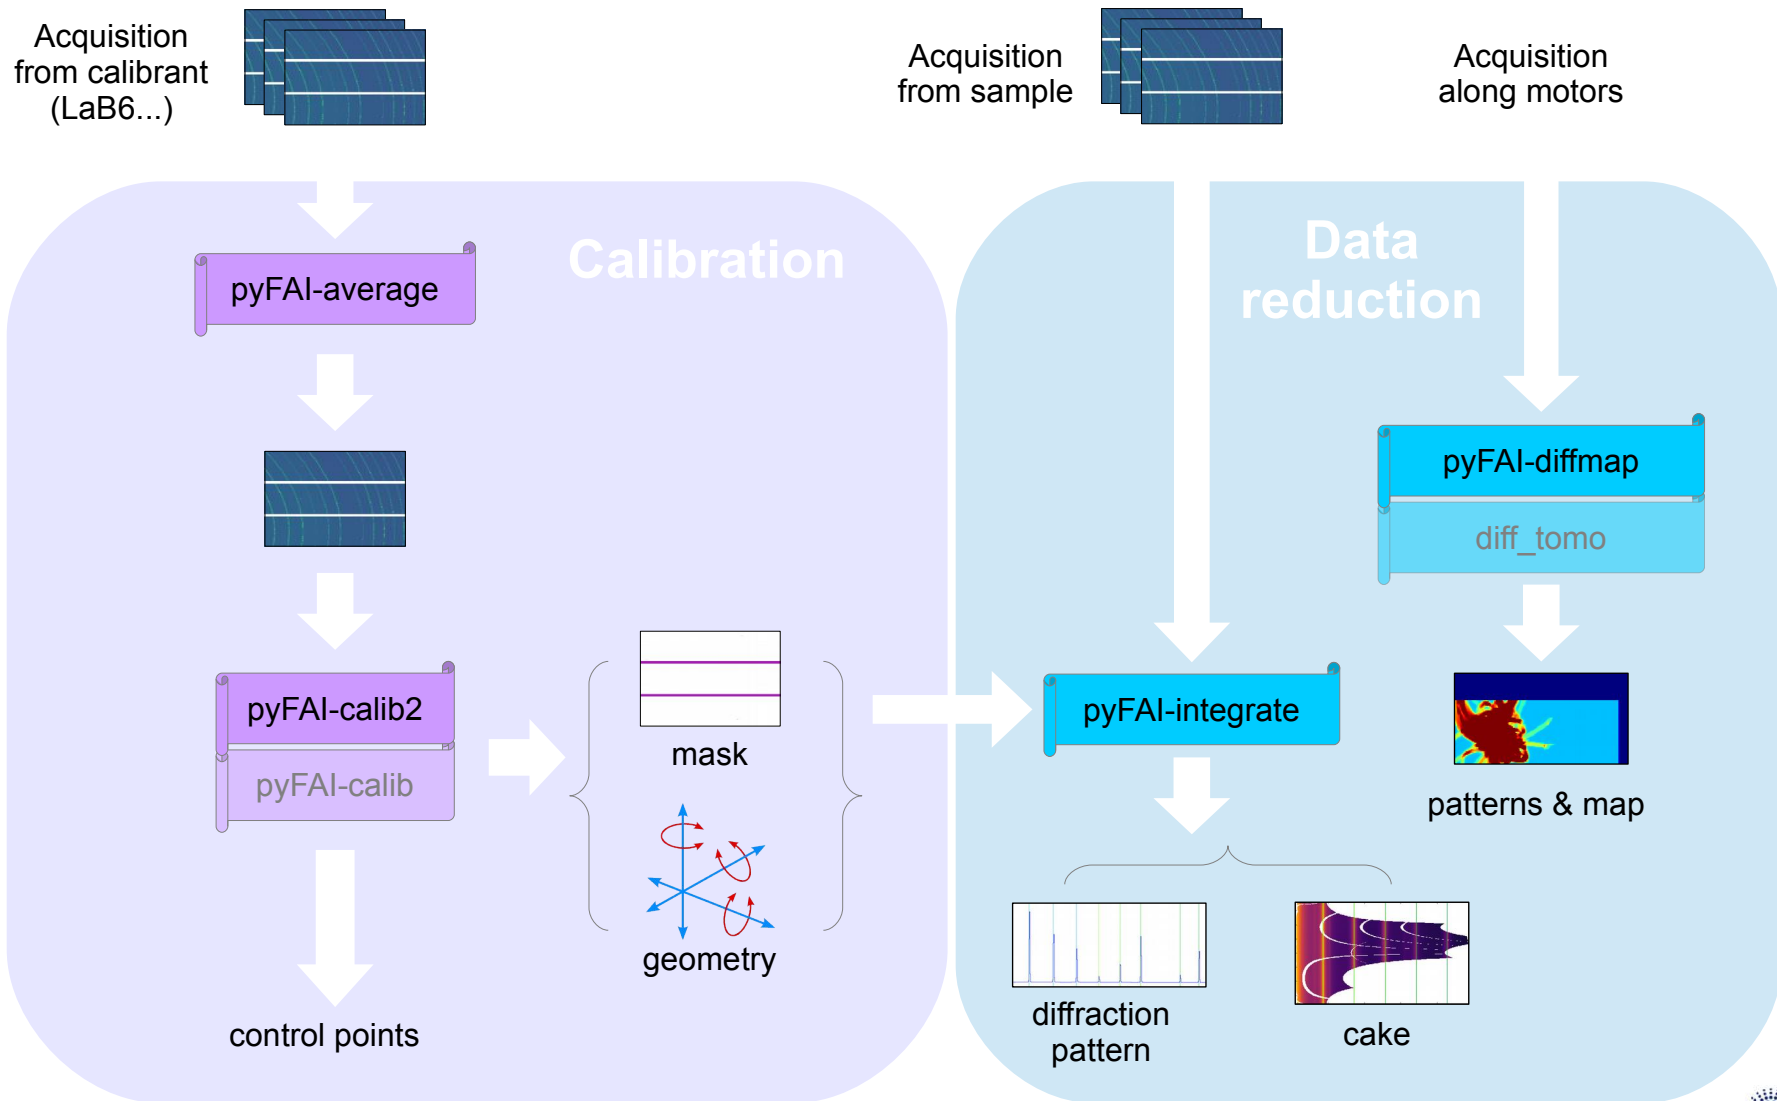 Acquisition
from calibrant
(LaB6...)
Acquisition
from sample
Acquisition
along motors
Calibration
Data
reduction
pyFAI-average
pyFAI-calib2
pyFAI-calib
control points
mask
geometry
pyFAI-integrate
pyFAI-diffmap
diff_tomo
patterns & map
diffraction
pattern
cake